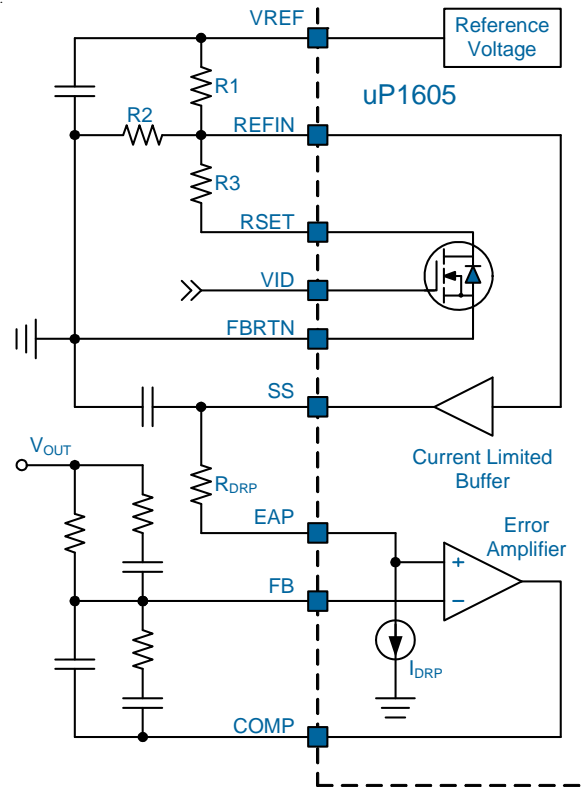 VREF
Reference
Voltage
uP1605
R1
R2
REFIN
R3
RSET
VID
FBRTN
SS
Current Limited
Buffer
VOUT
RDRP
EAP
Error
Amplifier
+
FB
−
IDRP
COMP